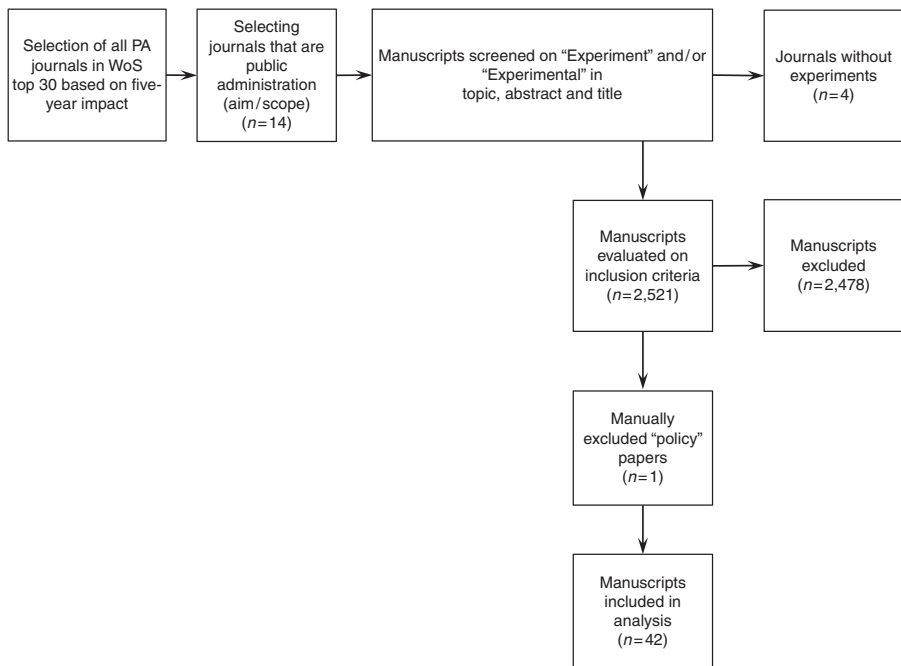 Selection of all PA
journals in WoS
top 30 based on five-
year impact
Selecting
journals that are
public
administration
(aim/scope)
(n=14)
Manuscripts screened on “Experiment” and/or
“Experimental” in
topic, abstract and title
Journals without
experiments
(n=4)
Manuscripts
evaluated on
inclusion criteria
(n=2,521)
Manuscripts
excluded
(n=2,478)
Manually
excluded “policy”
papers
(n=1)
Manuscripts
included in
analysis
(n=42)